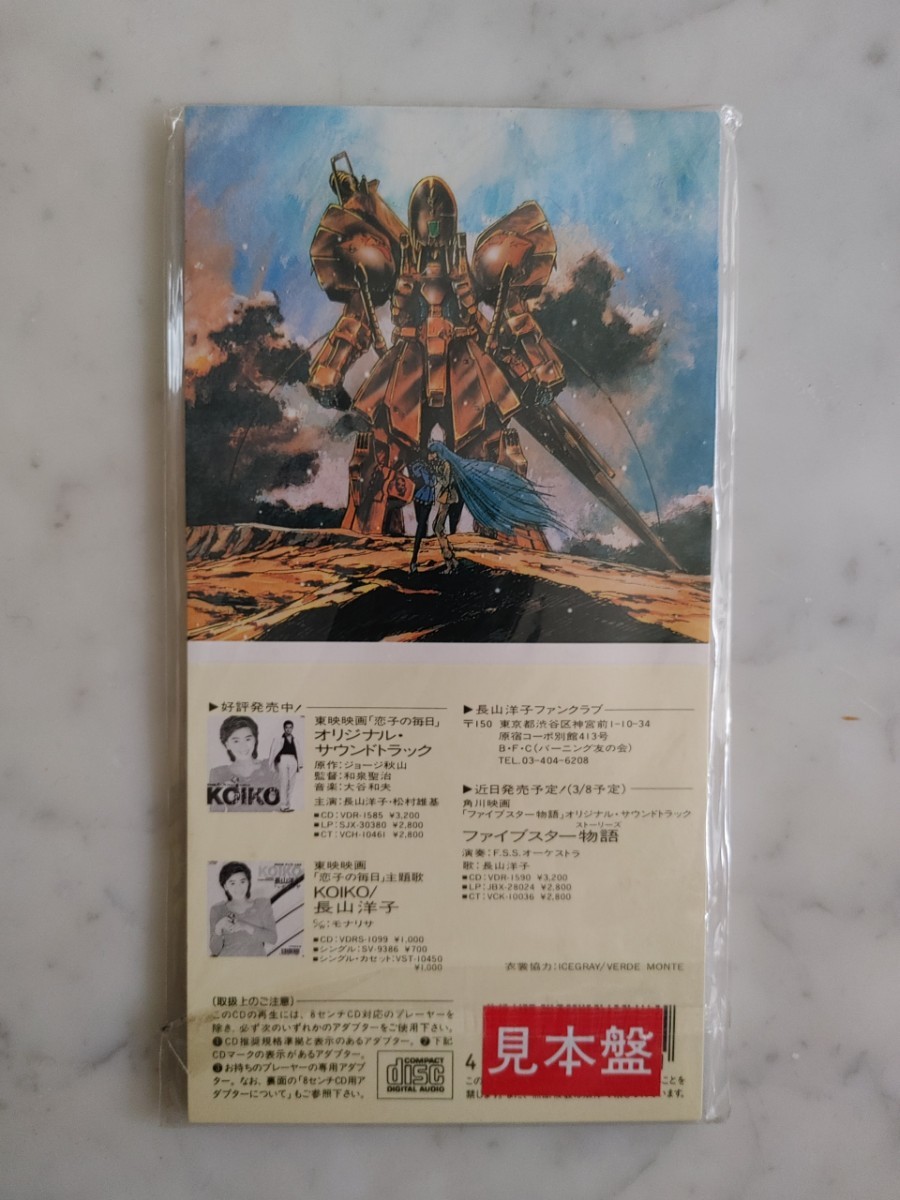 ▶好評発売中!
KOIKO
東映映画「恋子の毎日」
オリジナル・
サウンドトラック
原作:ジョージ秋山
監督:和泉聖治
音楽:大谷和夫
主演:長山洋子・松村雄基
■CD:VDR-1585 ¥3,200
■LP:SJX-30380 ¥2,800
■CT:VCH-10461 ¥2,800
KOIKO
長山洋子
東映映画
「恋子の毎日」主題歌
KOIKO/
長山洋子
c/w:モナリサ
■CD:VDRS-1099 ¥1,000
■シングル:SV-9386 ¥700
■シングル・カセット:VST-10450
¥1,000
▶長山洋子ファンクラブ
〒150 東京都渋谷区神宮前1-10-34
原宿コーポ別館413号
B・F・C(バーニング友の会)
TEL.03-404-6208
▶近日発売予定!(3/8予定)
角川映画
「ファイブスター物語」オリジナル・サウンドトラック
ストーリーズ
ファイブスター物語
演奏:F.S.S.オーケストラ
歌:長山洋子
■CD:VDR-1590 ¥3,200
■LP:JBX-28024 ¥2,800
■CT:VCK-10036 ¥2,800
衣裳協力:ICEGRAY/VERDE MONTE
〔取扱上のご注意〕
このCDの再生には、8センチCD対応のプレーヤーを
除き、必ず次のいずれかのアダプターをご使用下さい。
❶CD推奨規格準拠と表示のあるアダプター。❷下記
CDマークの表示があるアダプター。
❸お持ちのプレーヤーの専用アダプ
ター。なお、裏面の「8センチCD用ア
ダプターについて」もご参照下さい。
COMPACT
disc
DIGITAL AUDIO
4
見本盤
この
ことを
禁じ
います。